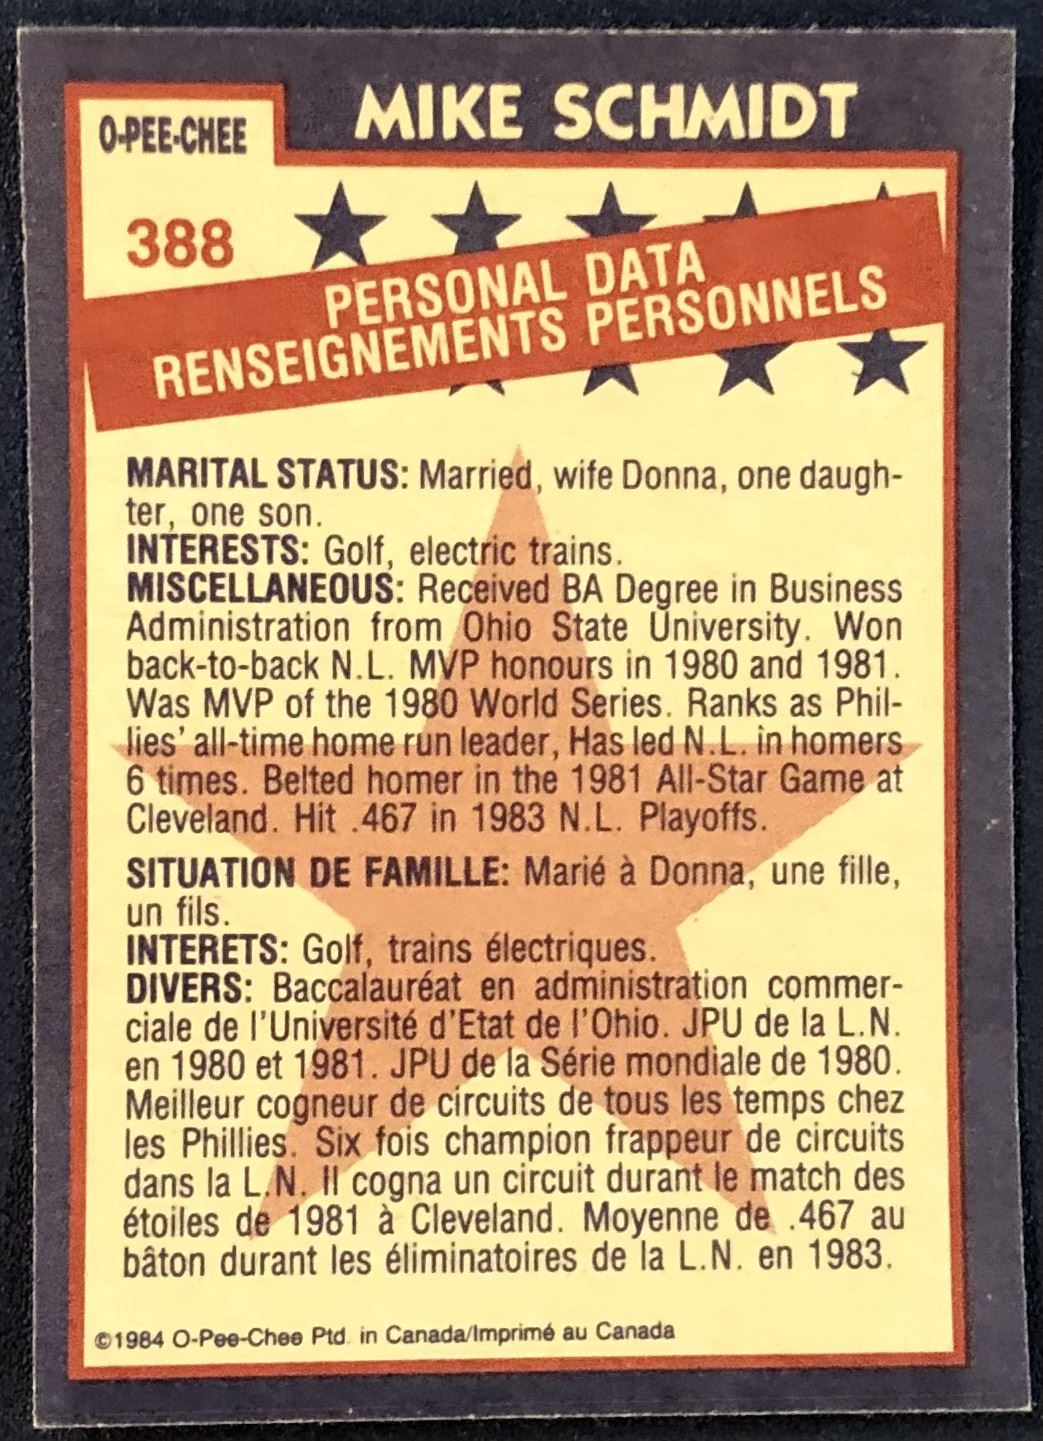 MIKE SCHMIDT
O-PEE-CHEE
388
PERSONAL DATA
RENSEIGNEMENTS PERSONNELS
MARITAL STATUS: Married, wife Donna, one daugh-
ter, one son.
INTERESTS: Golf, electric trains.
MISCELLANEOUS: Received BA Degree in Business
Administration from Ohio State University. Won
back-to-back N.L. MVP honours in 1980 and 1981.
Was MVP of the 1980 World Series. Ranks as Phil-
lies' all-time home run leader, Has led N.L. in homers
6 times. Belted homer in the 1981 All-Star Game at
Cleveland. Hit .467 in 1983 N.L. Playoffs.
SITUATION DE FAMILLE: Marié à Donna, une fille,
un fils.
INTERETS: Golf, trains électriques.
DIVERS: Baccalauréat en administration commer-
ciale de l'Université d'Etat de l'Ohio. JPU de la L.N.
en 1980 et 1981. JPU de la Série mondiale de 1980.
Meilleur cogneur de circuits de tous les temps chez
les Phillies. Six fois champion frappeur de circuits
dans la L.N. Il cogna un circuit durant le match des
étoiles de 1981 à Cleveland. Moyenne de .467 au
bâton durant les éliminatoires de la L.N. en 1983.
©1984 O-Pee-Chee Ptd. in Canada/Imprimé au Canada